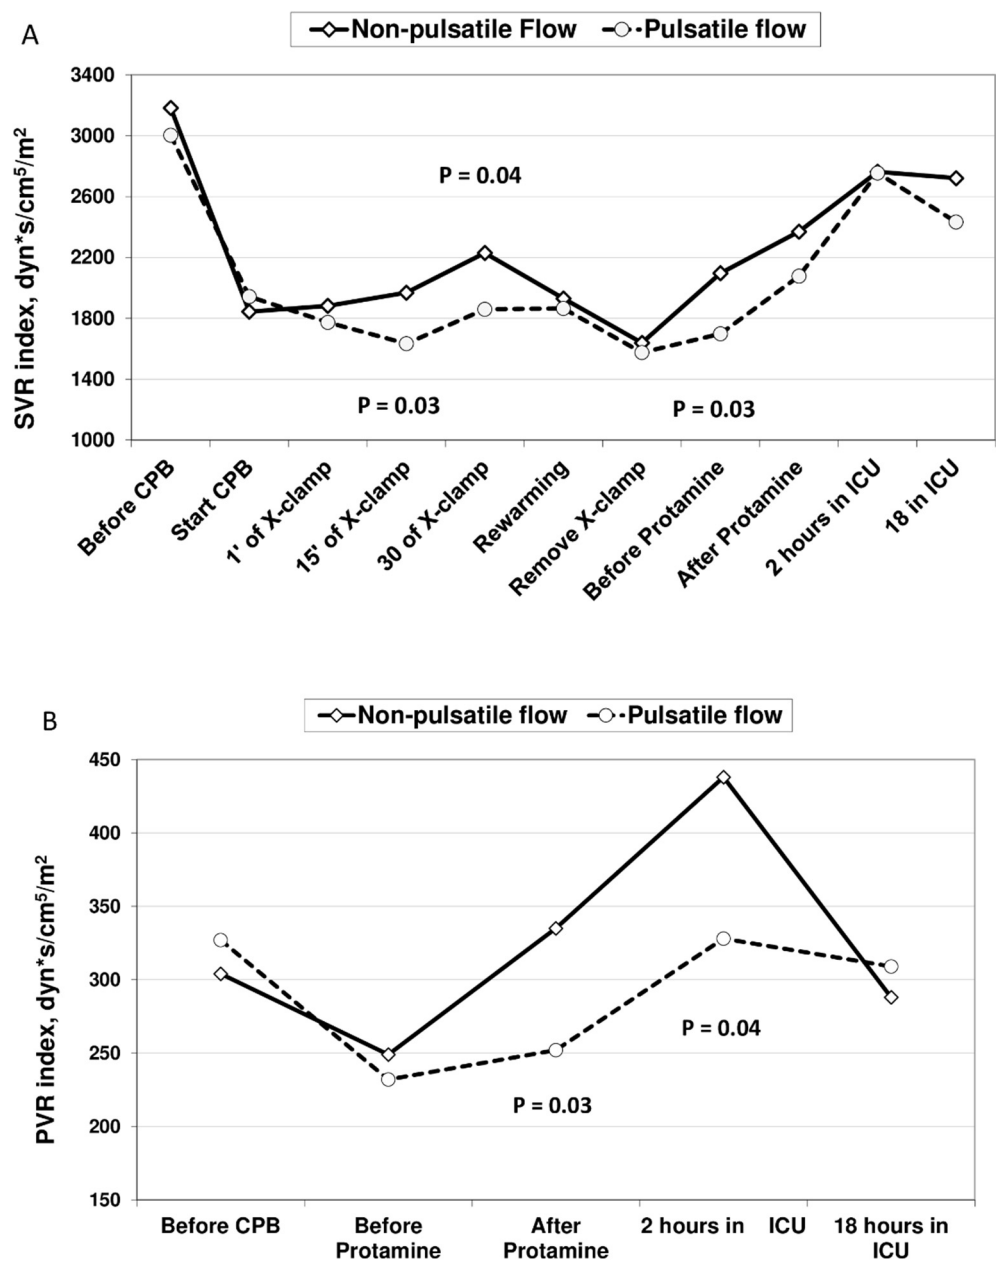 A
Non-pulsatile Flow Pulsatile flow
3400
3000
2600
2200
1800
1400
1000
SVR index, dyn*s/cm⁵/m²
P = 0.04
P = 0.03
P = 0.03
Before CPB
Start CPB
1' of X-clamp
15' of X-clamp
30 of X-clamp
Rewarming
Remove X-clamp
Before Protamine
After Protamine
2 hours in ICU
18 in ICU
B
Non-pulsatile flow Pulsatile flow
450
400
350
300
250
200
150
PVR index, dyn*s/cm⁵/m²
P = 0.04
P = 0.03
Before CPB
Before
Protamine
After
Protamine
2 hours in ICU
18 hours in
ICU